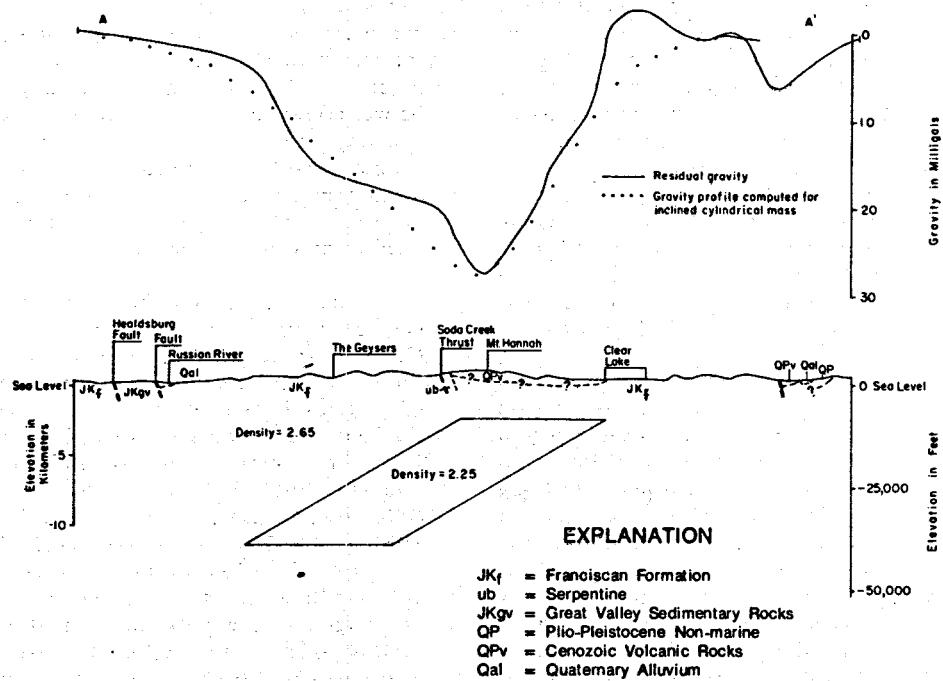 A
A'
0
10
20
30
Gravity in Milligals
Residual gravity
Gravity profile computed for
inclined cylindrical mass
Healdsburg
Fault
Fault
Russian River
Qal
The Geysers
Soda Creek
Thrust
Mt. Hannah
Clear
Lake
QPv
Qal
QP
Sea Level
JKf
JKgv
JKf
ub
?
QPv
?
?
JKf
?
0 Sea Level
Density = 2.65
Density = 2.25
-5
-10
Elevation in
Kilometers
-25,000
-50,000
Elevation in Feet
EXPLANATION
JKf = Franciscan Formation
ub = Serpentine
JKgv = Great Valley Sedimentary Rocks
QP = Plio-Pleistocene Non-marine
QPv = Cenozoic Volcanic Rocks
Qal = Quaternary Alluvium